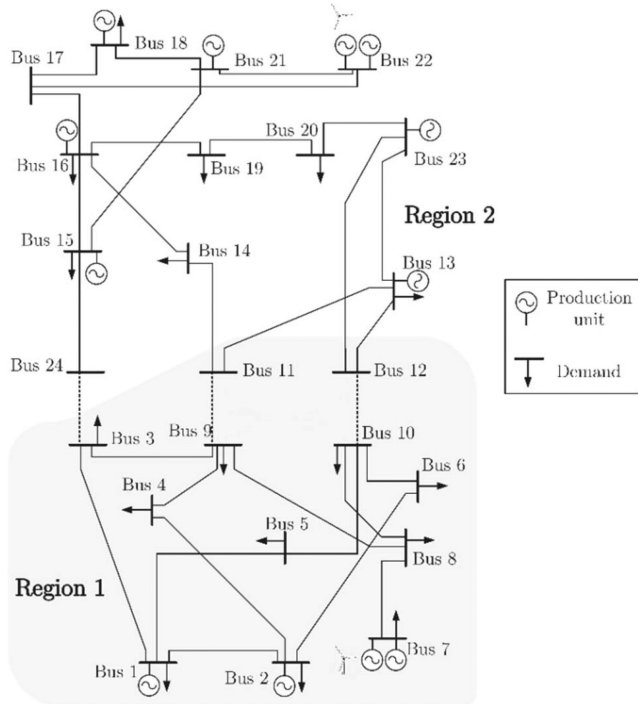 Bus 18
Bus 17
Bus 21
Bus 22
Bus 20
Bus 23
Bus 16
Bus 19
Region 2
Bus 15
Bus 14
Bus 13
Production
unit
Bus 24
Bus 11
Bus 12
Demand
Bus 3
Bus 9
Bus 10
Bus 6
Bus 4
Bus 5
Bus 8
Region 1
Bus 7
Bus 1
Bus 2